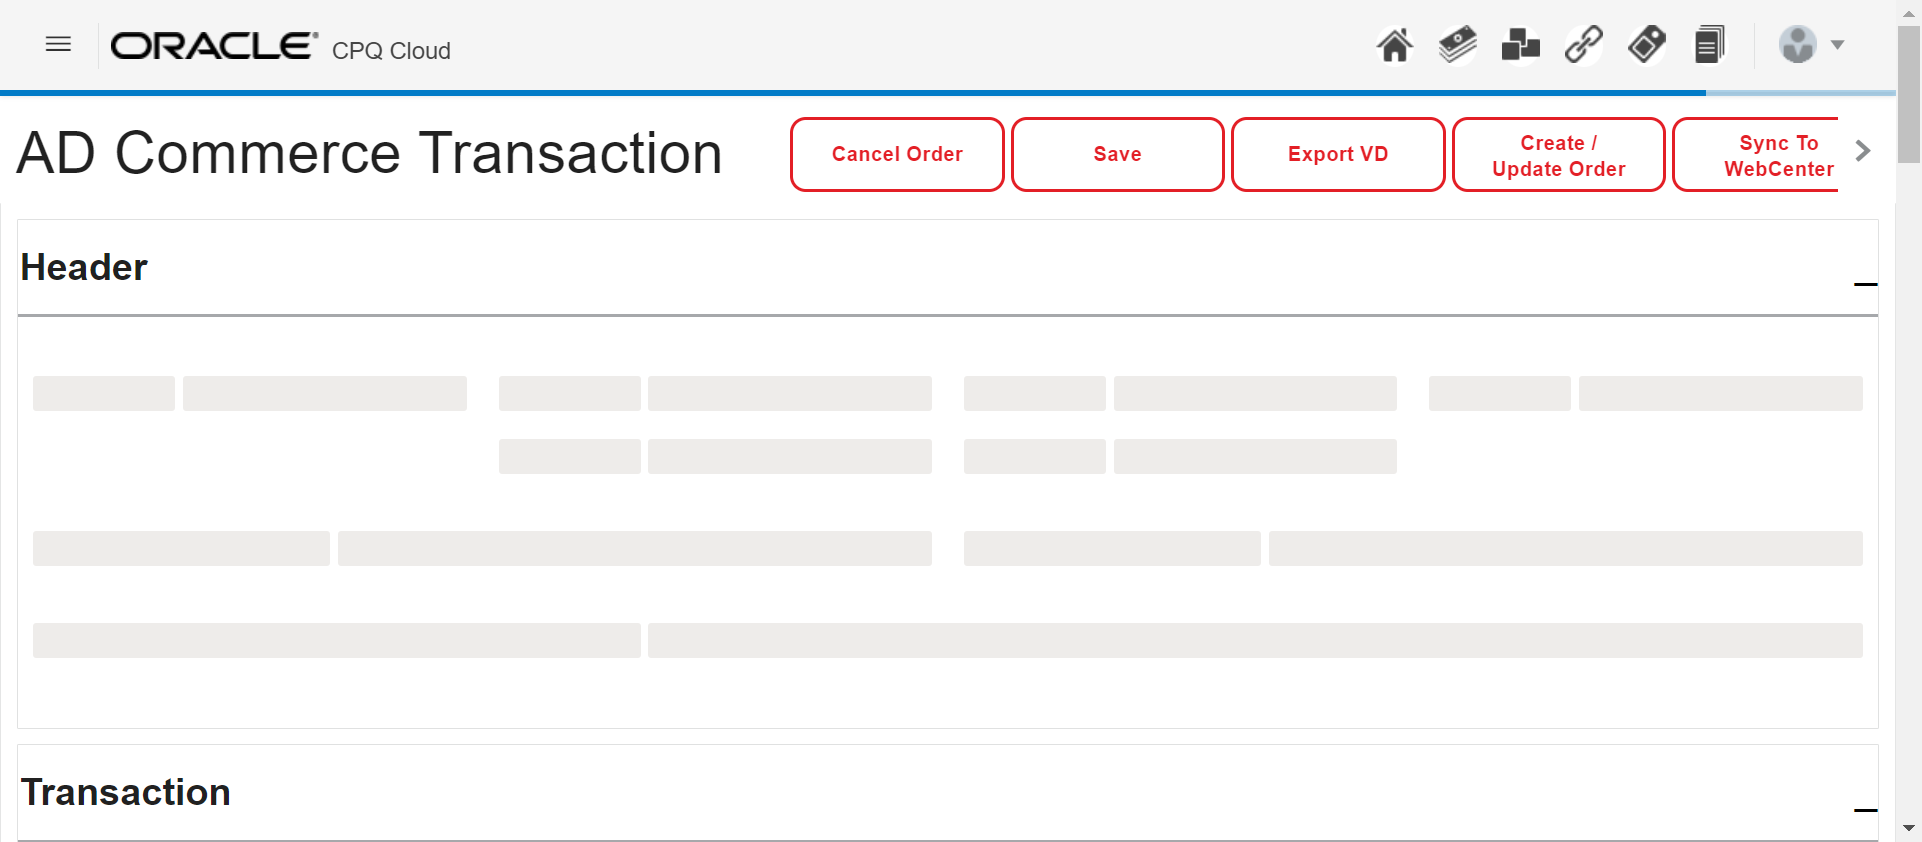 ORACLE® CPQ Cloud
AD Commerce Transaction
Cancel Order
Save
Export VD
Create /
Update Order
Sync To
WebCenter
Header
Transaction